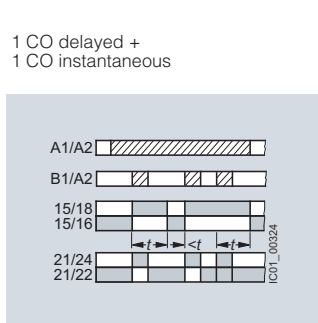 1 CO delayed +
1 CO instantaneous
A1/A2
B1/A2
15/18
15/16
t <t t
21/24
21/22
IC01_00324